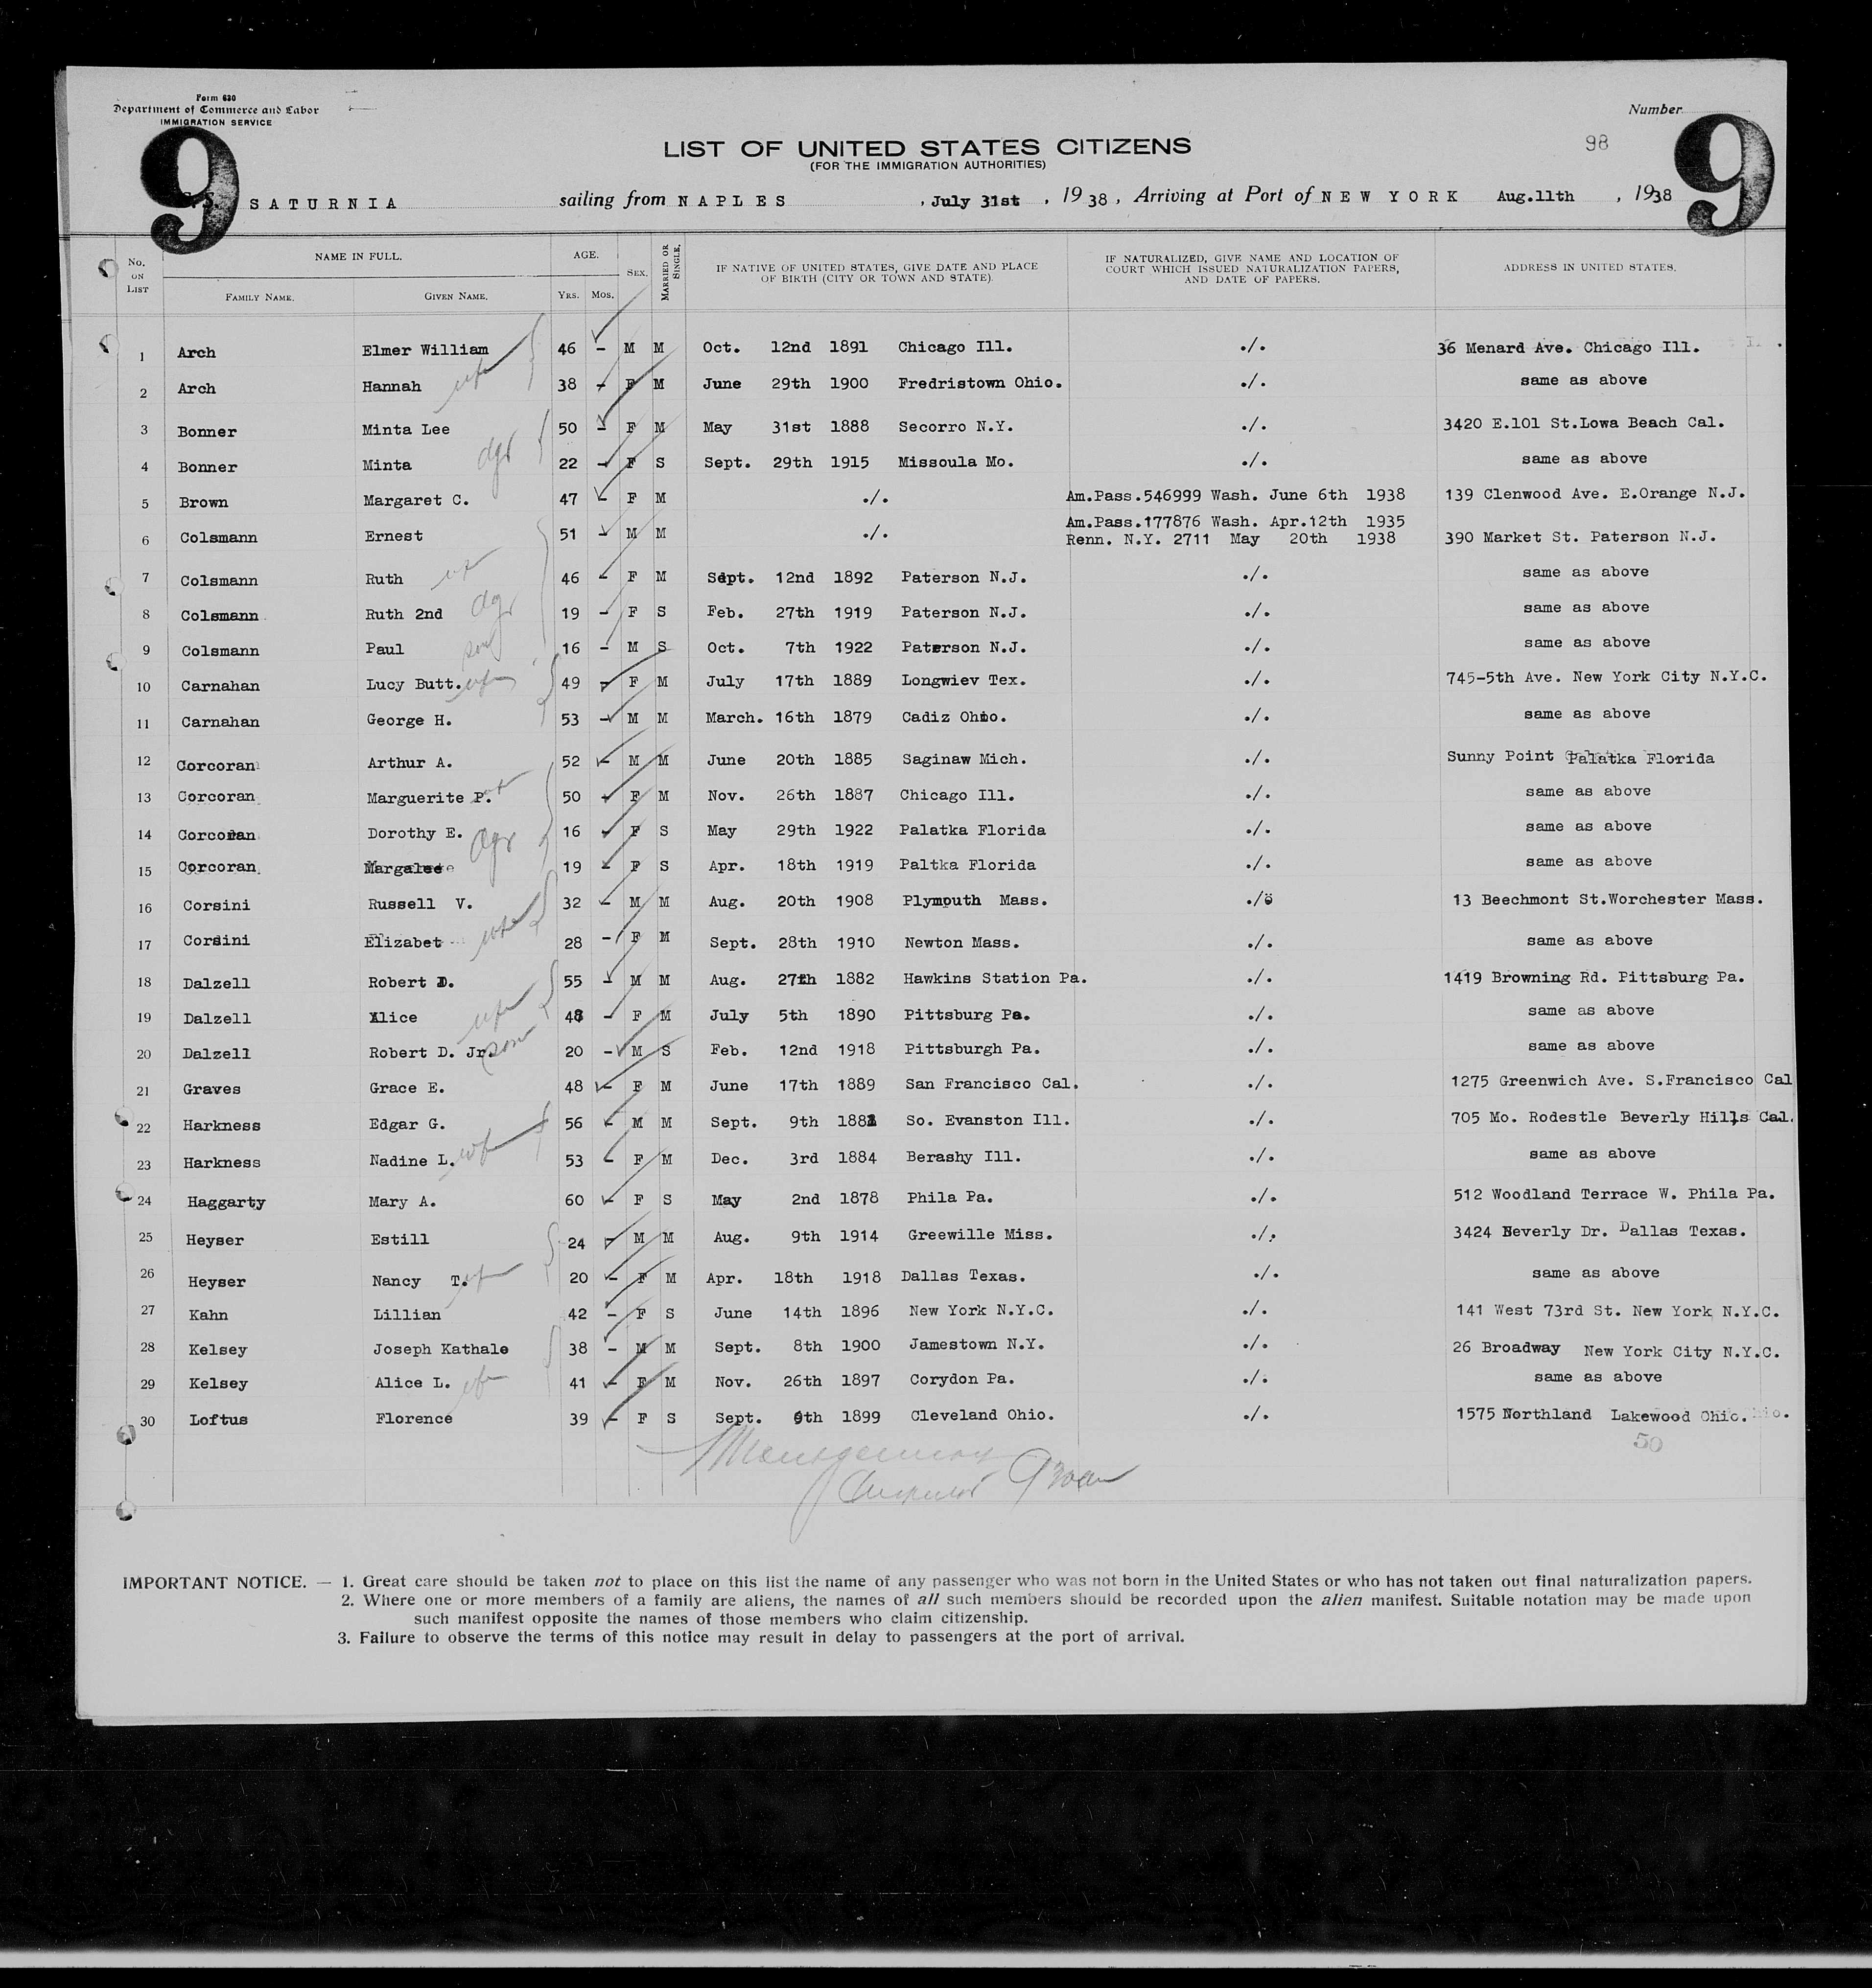 Form 630
Department of Commerce and Labor
IMMIGRATION SERVICE
Number
98
9 9
LIST OF UNITED STATES CITIZENS
(FOR THE IMMIGRATION AUTHORITIES)
S.S. SATURNIA sailing from NAPLES , July 31st , 1938 , Arriving at Port of NEW YORK Aug.11th , 1938
No. ON LIST NAME IN FULL. FAMILY NAME. GIVEN NAME. AGE. YRS. MOS. SEX. MARRIED OR SINGLE. IF NATIVE OF UNITED STATES, GIVE DATE AND PLACE OF BIRTH (CITY OR TOWN AND STATE). IF NATURALIZED, GIVE NAME AND LOCATION OF COURT WHICH ISSUED NATURALIZATION PAPERS, AND DATE OF PAPERS. ADDRESS IN UNITED STATES.
1 Arch Elmer William 46 - M M Oct. 12nd 1891 Chicago Ill. ./. 36 Menard Ave. Chicago Ill.
2 Arch Hannah wf 38 - F M June 29th 1900 Fredristown Ohio. ./. same as above
3 Bonner Minta Lee 50 - F M May 31st 1888 Secorro N.Y. ./. 3420 E.101 St.Lowa Beach Cal.
4 Bonner Minta dgr 22 - F S Sept. 29th 1915 Missoula Mo. ./. same as above
5 Brown Margaret C. 47 - F M ./. Am.Pass.546999 Wash. June 6th 1938 139 Clenwood Ave. E.Orange N.J.
6 Colsmann Ernest 51 - M M ./. Am.Pass.177876 Wash. Apr.12th 1935
Renn. N.Y. 2711 May 20th 1938 390 Market St. Paterson N.J.
7 Colsmann Ruth wf 46 - F M Sept. 12nd 1892 Paterson N.J. ./. same as above
8 Colsmann Ruth 2nd dgr 19 - F S Feb. 27th 1919 Paterson N.J. ./. same as above
9 Colsmann Paul son 16 - M S Oct. 7th 1922 Paterson N.J. ./. same as above
10 Carnahan Lucy Butt. wf 49 - F M July 17th 1889 Longwiev Tex. ./. 745-5th Ave. New York City N.Y.C.
11 Carnahan George H. 53 - M M March. 16th 1879 Cadiz Ohio. ./. same as above
12 Corcoran Arthur A. 52 - M M June 20th 1885 Saginaw Mich. ./. Sunny Point Palatka Florida
13 Corcoran Marguerite P. wf 50 - F M Nov. 26th 1887 Chicago Ill. ./. same as above
14 Corcoran Dorothy E. dgr 16 - F S May 29th 1922 Palatka Florida ./. same as above
15 Corcoran 19 - F S Apr. 18th 1919 Paltka Florida ./. same as above
16 Corsini Russell V. 32 - M M Aug. 20th 1908 Plymouth Mass. ./. 13 Beechmont St.Worchester Mass.
17 Corsini Elizabet wf 28 - F M Sept. 28th 1910 Newton Mass. ./. same as above
18 Dalzell Robert D. 55 - M M Aug. 27th 1882 Hawkins Station Pa. ./. 1419 Browning Rd. Pittsburg Pa.
19 Dalzell Alice wf 48 - F M July 5th 1890 Pittsburg Pa. ./. same as above
20 Dalzell Robert D. Jr. son 20 - M S Feb. 12nd 1918 Pittsburgh Pa. ./. same as above
21 Graves Grace E. 48 - F M June 17th 1889 San Francisco Cal. ./. 1275 Greenwich Ave. S.Francisco Cal
22 Harkness Edgar G. 56 - M M Sept. 9th So. Evanston Ill. ./. 705 Mo. Rodestle Beverly Hills Cal.
23 Harkness Nadine L. wf 53 - F M Dec. 3rd 1884 Berashy Ill. ./. same as above
24 Haggarty Mary A. 60 - F S May 2nd 1878 Phila Pa. ./. 512 Woodland Terrace W. Phila Pa.
25 Heyser Estill 24 - M M Aug. 9th 1914 Greewille Miss. ./. 3424 Beverly Dr. Dallas Texas.
26 Heyser Nancy T. wf 20 - F M Apr. 18th 1918 Dallas Texas. ./. same as above
27 Kahn Lillian 42 - F S June 14th 1896 New York N.Y.C. ./. 141 West 73rd St. New York N.Y.C.
28 Kelsey Joseph Kathale 38 - M M Sept. 8th 1900 Jamestown N.Y. ./. 26 Broadway New York City N.Y.C.
29 Kelsey Alice L. wf 41 - F M Nov. 26th 1897 Corydon Pa. ./. same as above
30 Loftus Florence 39 - F S Sept. 1899 Cleveland Ohio. ./. 1575 Northland Lakewood Ohio.
50
IMPORTANT NOTICE. — 1. Great care should be taken not to place on this list the name of any passenger who was not born in the United States or who has not taken out final naturalization papers.
2. Where one or more members of a family are aliens, the names of all such members should be recorded upon the alien manifest. Suitable notation may be made upon
such manifest opposite the names of those members who claim citizenship.
3. Failure to observe the terms of this notice may result in delay to passengers at the port of arrival.